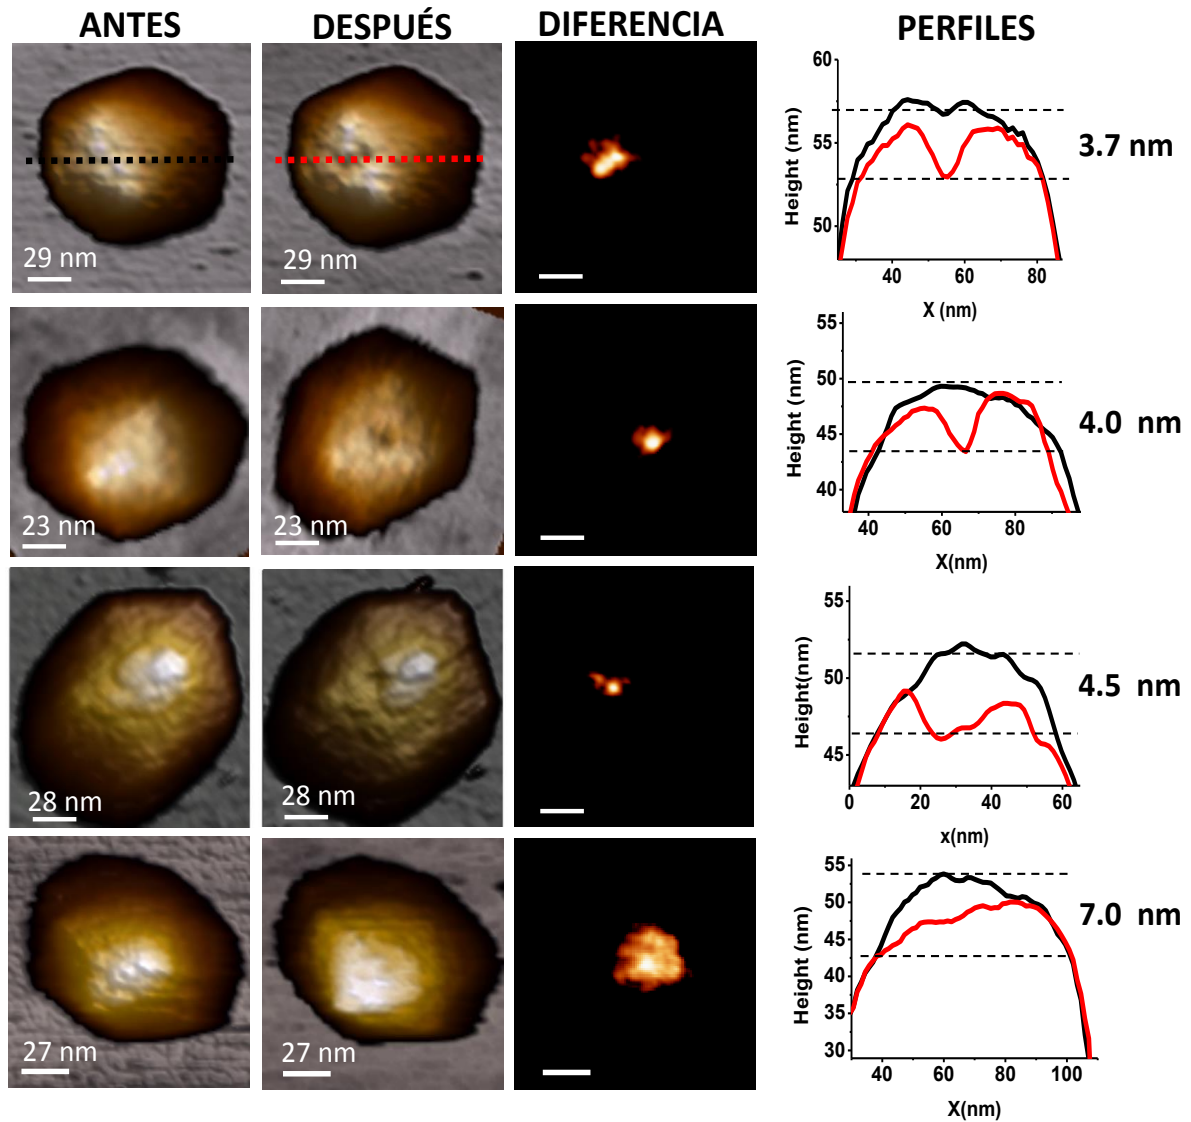 ANTES
DESPUÉS
DIFERENCIA
PERFILES
29 nm
29 nm
60
55
50
Height (nm)
40
60
80
X (nm)
3.7 nm
23 nm
23 nm
55
50
45
40
Height (nm)
40
60
80
X(nm)
4.0 nm
28 nm
28 nm
55
50
45
Height(nm)
0
20
40
60
x(nm)
4.5 nm
27 nm
27 nm
55
50
45
40
35
30
Height (nm)
40
60
80
100
X(nm)
7.0 nm